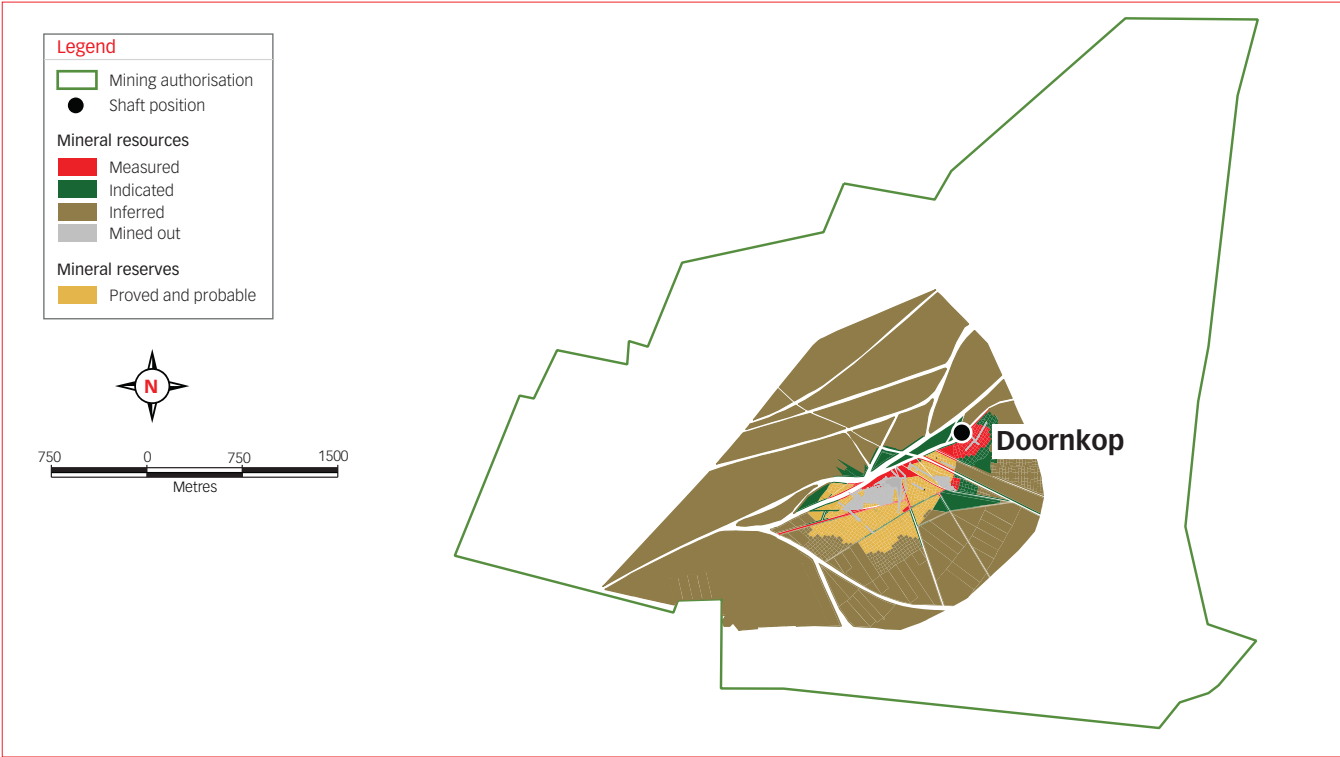 Legend
Mining authorisation
Shaft position
Mineral resources
Measured
Indicated
Inferred
Mined out
Mineral reserves
Proved and probable
N
750 0 750 1500
Metres
Doornkop